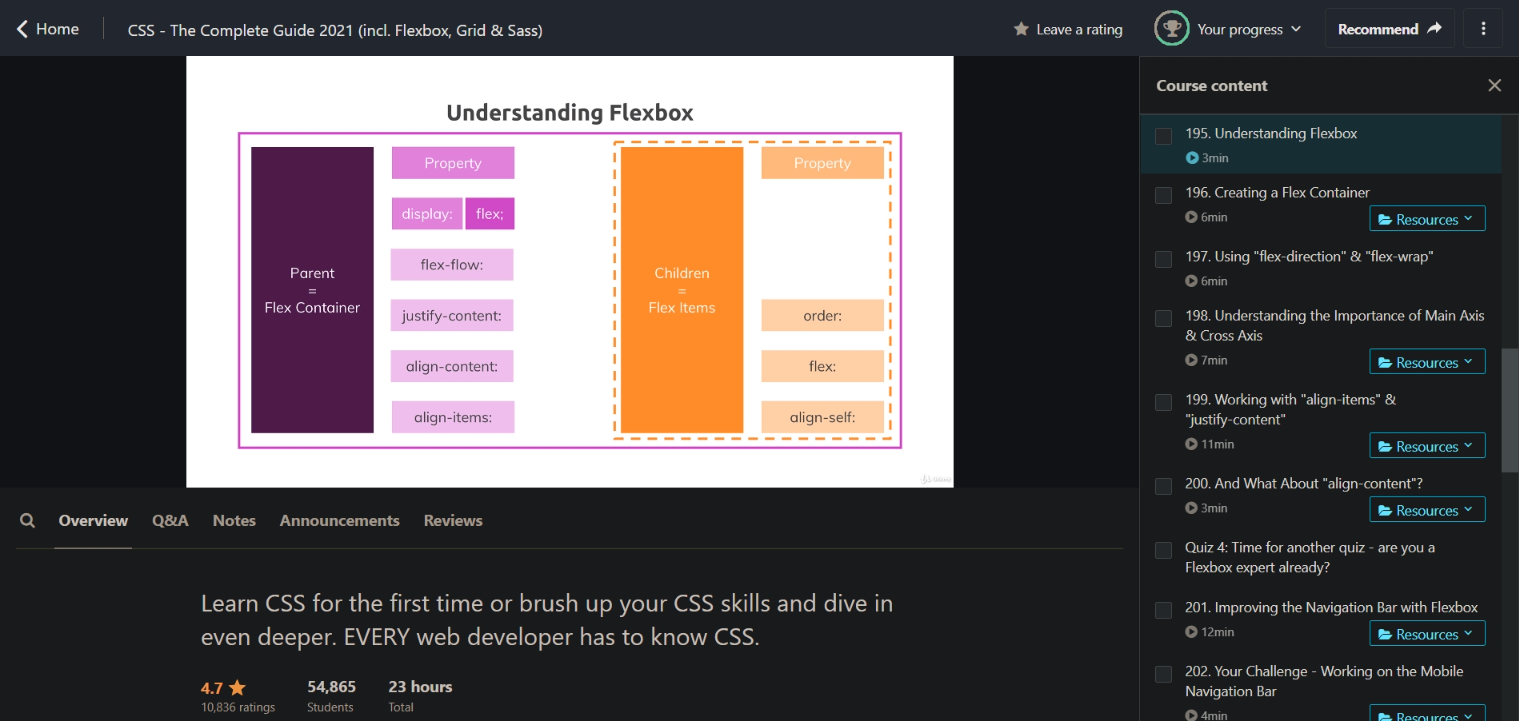 Home
CSS - The Complete Guide 2021 (incl. Flexbox, Grid & Sass)
Leave a rating
Your progress
Recommend
Understanding Flexbox
Parent
=
Flex Container
Property
display: flex;
flex-flow:
justify-content:
align-content:
align-items:
Children
=
Flex Items
Property
order:
flex:
align-self:
Udemy
Overview
Q&A
Notes
Announcements
Reviews
Learn CSS for the first time or brush up your CSS skills and dive in
even deeper. EVERY web developer has to know CSS.
4.7
10,836 ratings
54,865
Students
23 hours
Total
Course content
195. Understanding Flexbox
3min
196. Creating a Flex Container
6min
Resources
197. Using "flex-direction" & "flex-wrap"
6min
198. Understanding the Importance of Main Axis
& Cross Axis
7min
Resources
199. Working with "align-items" &
"justify-content"
11min
Resources
200. And What About "align-content"?
3min
Resources
Quiz 4: Time for another quiz - are you a
Flexbox expert already?
201. Improving the Navigation Bar with Flexbox
12min
Resources
202. Your Challenge - Working on the Mobile
Navigation Bar
4min
Resources